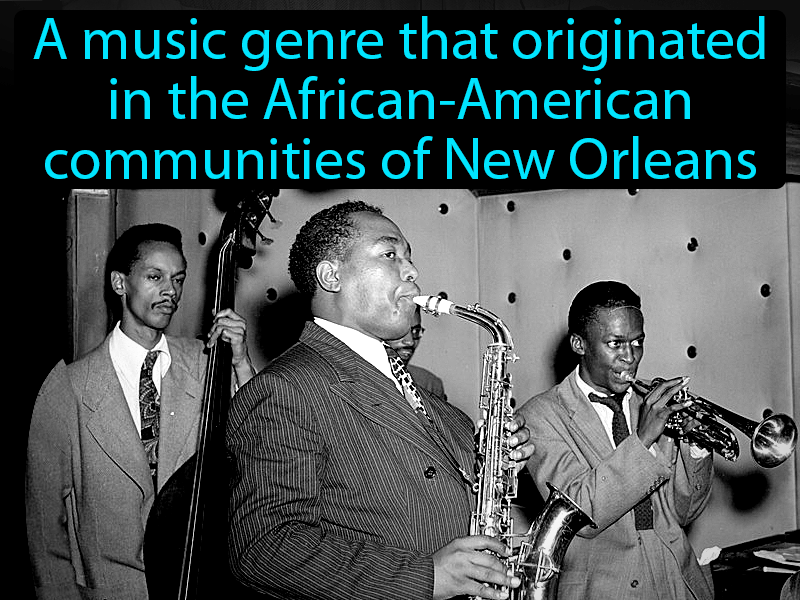 A music genre that originated
in the African-American
communities of New Orleans